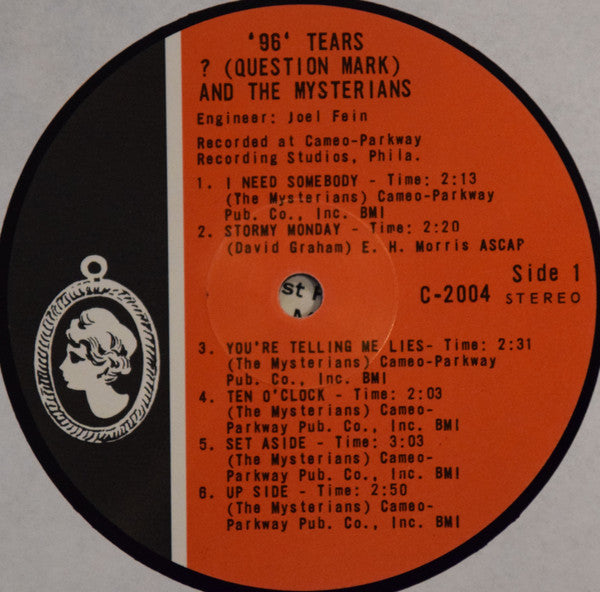 '96' TEARS
? (QUESTION MARK)
AND THE MYSTERIANS
Engineer: Joel Fein
Recorded at Cameo-Parkway
Recording Studios, Phila.
1. I NEED SOMEBODY - Time: 2:13
(The Mysterians) Cameo-Parkway
Pub. Co., Inc. BMI
2. STORMY MONDAY - Time: 2:20
(David Graham) E. H. Morris ASCAP
Side 1
C-2004 STEREO
st
3. YOU'RE TELLING ME LIES- Time: 2:31
(The Mysterians) Cameo-Parkway
Pub. Co., Inc. BMI
4. TEN O'CLOCK - Time: 2:03
(The Mysterians) Cameo-
Parkway Pub. Co., Inc. BMI
5. SET ASIDE - Time: 3:03
(The Mysterians) Cameo-
Parkway Pub. Co., Inc. BMI
6. UP SIDE - Time: 2:50
(The Mysterians) Cameo-
Parkway Pub. Co., Inc. BMI